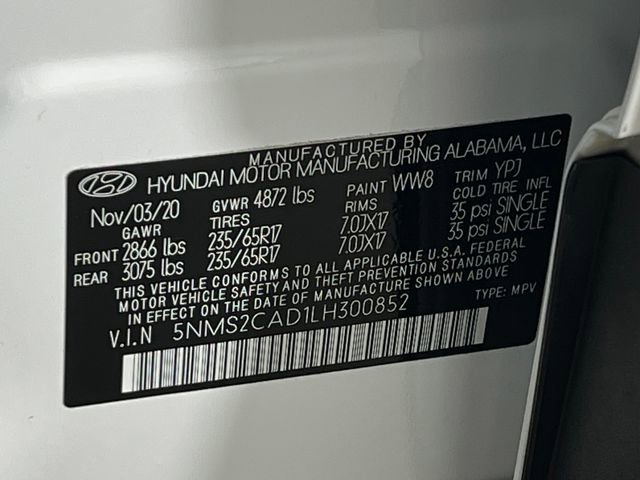 MANUFACTURED BY
HYUNDAI MOTOR MANUFACTURING ALABAMA, LLC
Nov/03/20 GVWR 4872 lbs PAINT WW8 TRIM YPJ
GAWR TIRES RIMS COLD TIRE INFL
FRONT 2866 lbs 235/65R17 7.0JX17 35 psi SINGLE
REAR 3075 lbs 235/65R17 7.0JX17 35 psi SINGLE
THIS VEHICLE CONFORMS TO ALL APPLICABLE U.S.A. FEDERAL
MOTOR VEHICLE SAFETY AND THEFT PREVENTION STANDARDS
IN EFFECT ON THE DATE OF MANUFACTURE SHOWN ABOVE
V.I.N 5NMS2CAD1LH300852 TYPE: MPV